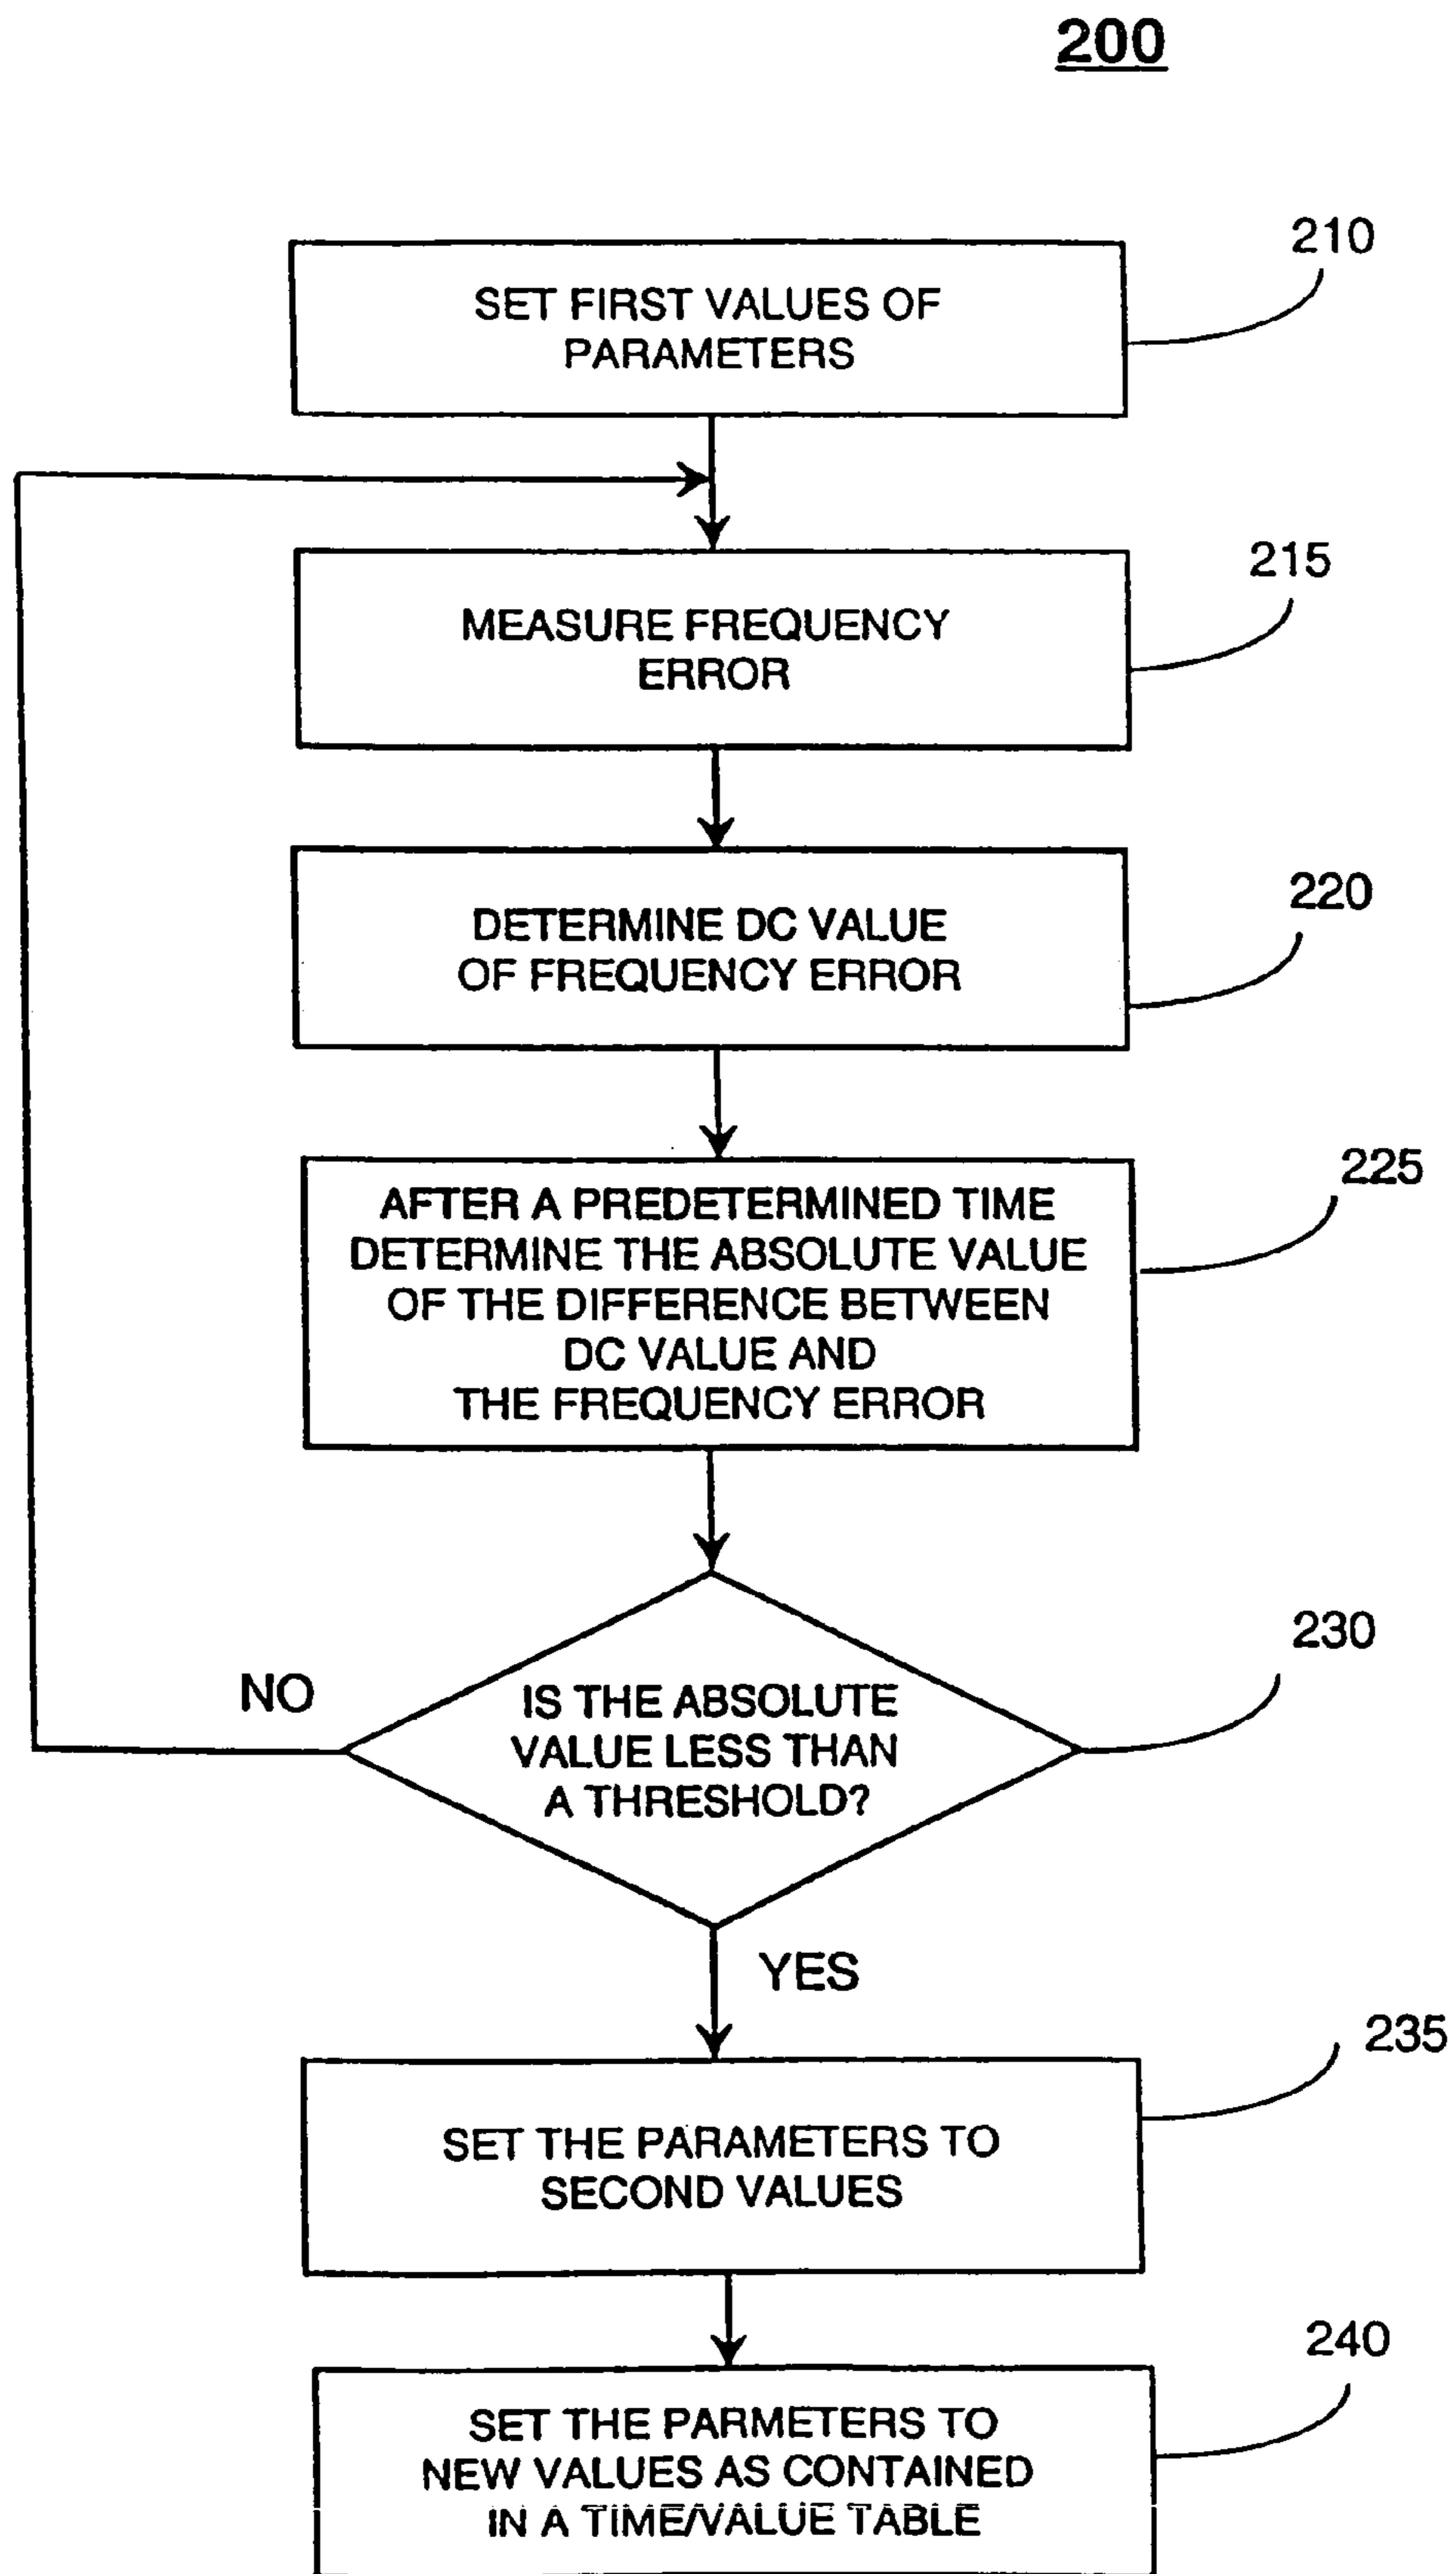 200
210
SET FIRST VALUES OF
PARAMETERS
215
MEASURE FREQUENCY
ERROR
220
DETERMINE DC VALUE
OF FREQUENCY ERROR
225
AFTER A PREDETERMINED TIME
DETERMINE THE ABSOLUTE VALUE
OF THE DIFFERENCE BETWEEN
DC VALUE AND
THE FREQUENCY ERROR
230
NO
IS THE ABSOLUTE
VALUE LESS THAN
A THRESHOLD?
YES
235
SET THE PARAMETERS TO
SECOND VALUES
240
SET THE PARMETERS TO
NEW VALUES AS CONTAINED
IN A TIME/VALUE TABLE